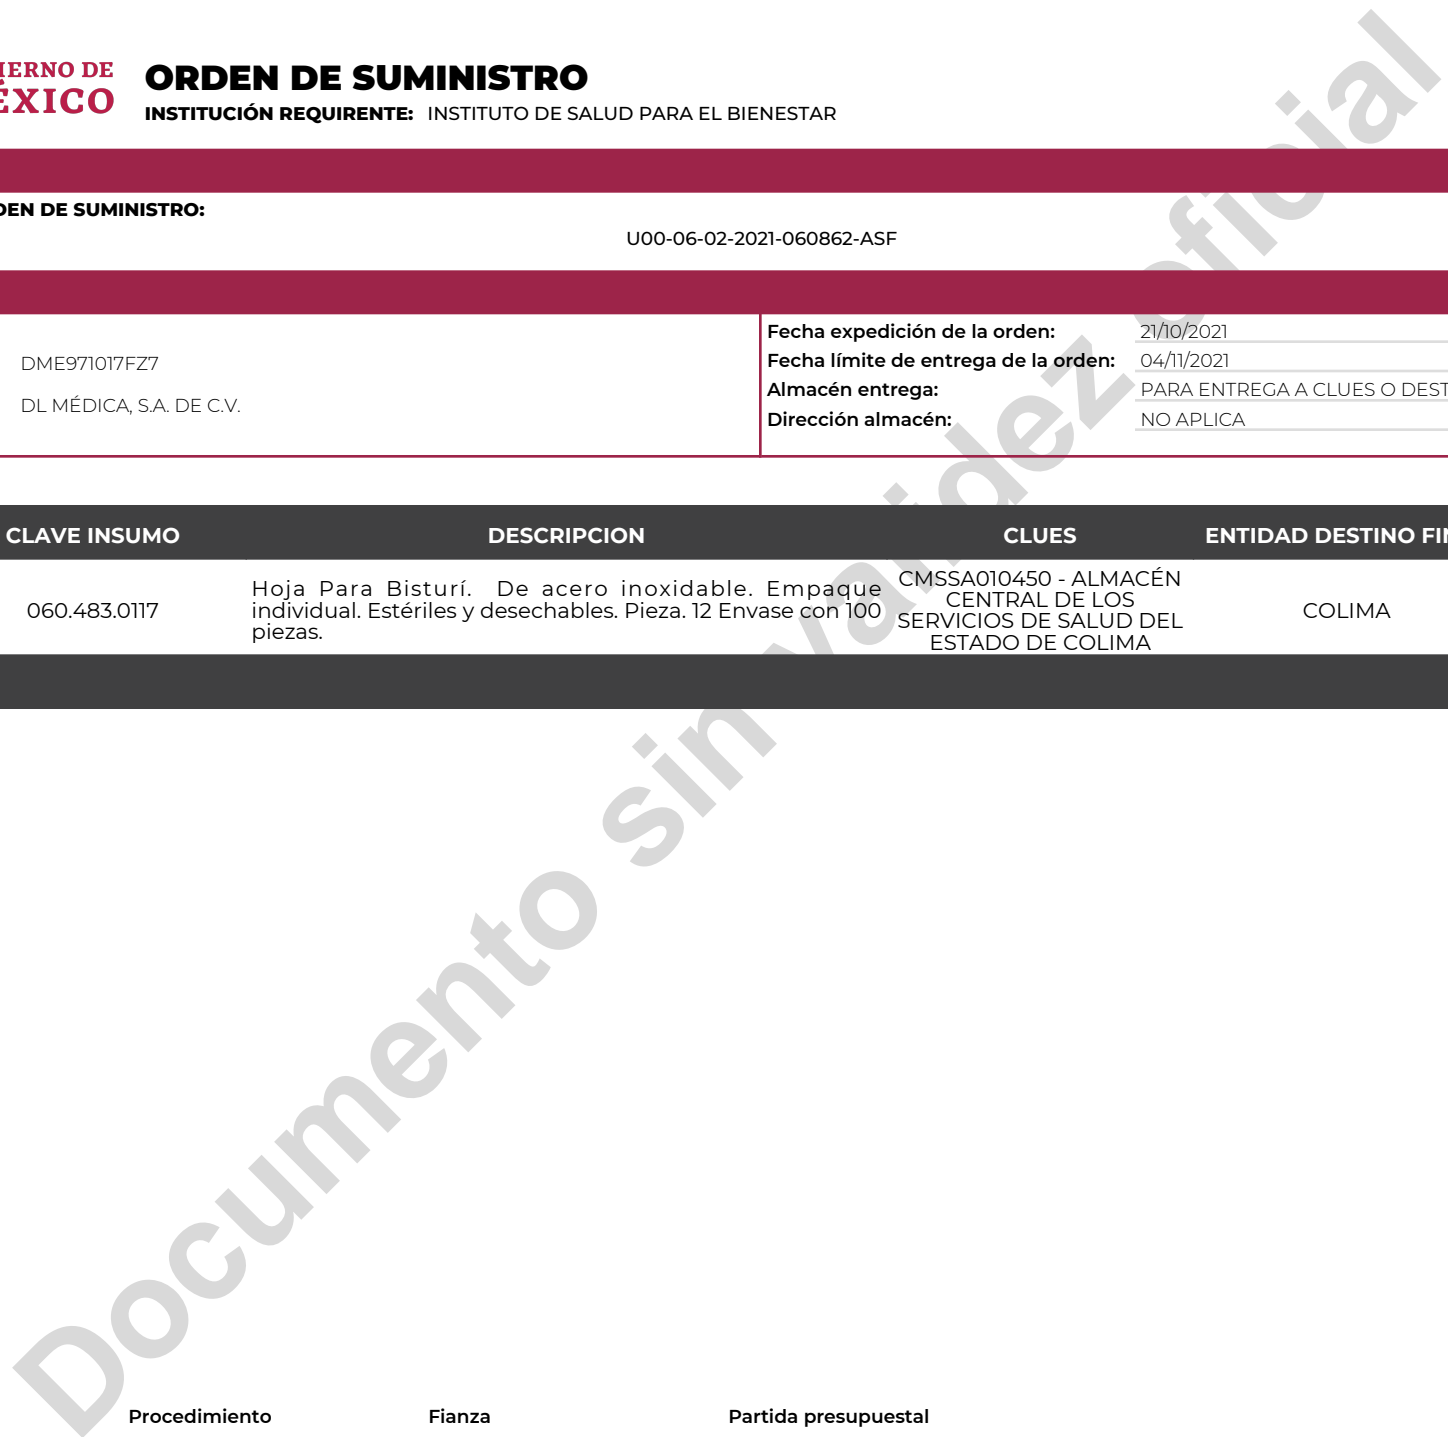 IERNO DE
ÉXICO
ORDEN DE SUMINISTRO
INSTITUCIÓN REQUIRENTE: INSTITUTO DE SALUD PARA EL BIENESTAR
DEN DE SUMINISTRO:
U00-06-02-2021-060862-ASF
DME971017FZ7
DL MÉDICA, S.A. DE C.V.
Fecha expedición de la orden: 21/10/2021
Fecha límite de entrega de la orden: 04/11/2021
Almacén entrega: PARA ENTREGA A CLUES O DEST
Dirección almacén: NO APLICA
CLAVE INSUMO DESCRIPCION CLUES ENTIDAD DESTINO FIN
060.483.0117
Hoja Para Bisturí. De acero inoxidable. Empaque
individual. Estériles y desechables. Pieza. 12 Envase con 100
piezas.
CMSSA010450 - ALMACÉN
CENTRAL DE LOS
SERVICIOS DE SALUD DEL
ESTADO DE COLIMA
COLIMA
Documento sin validez oficial
Procedimiento Fianza Partida presupuestal